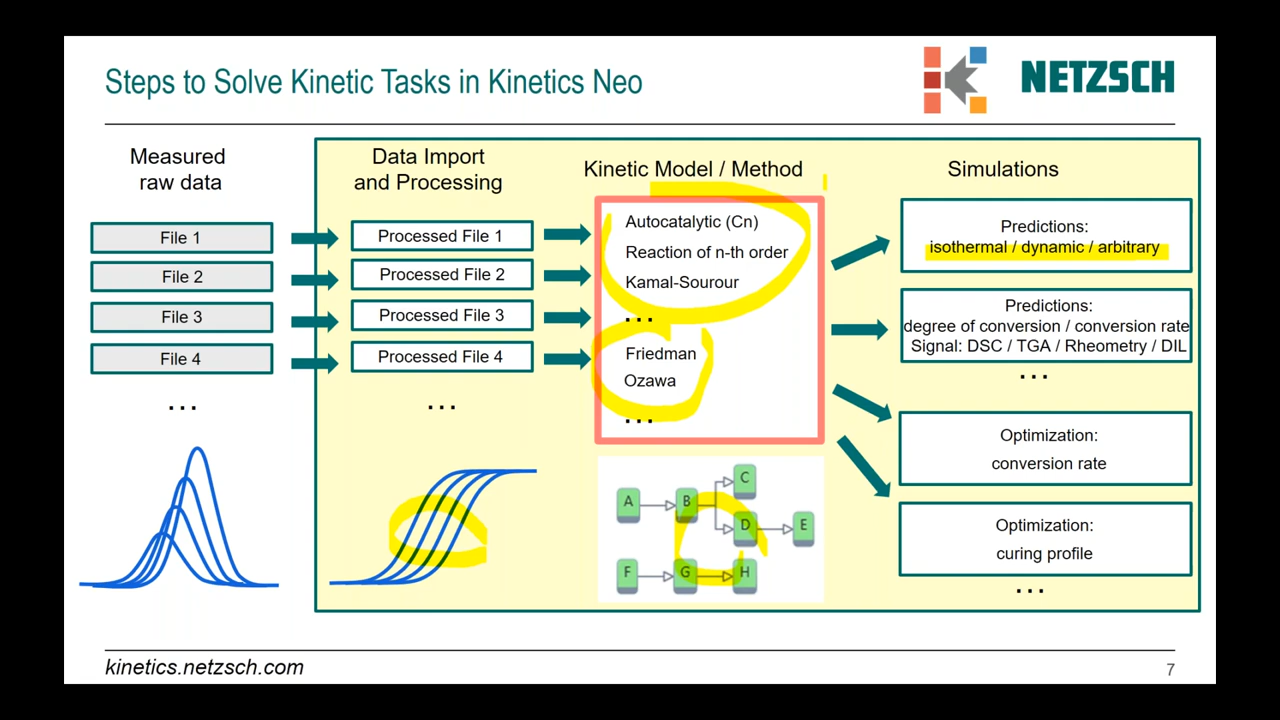 Steps to Solve Kinetic Tasks in Kinetics Neo
NETZSCH
Measured
raw data
File 1
File 2
File 3
File 4
...
Data Import
and Processing
Processed File 1
Processed File 2
Processed File 3
Processed File 4
...
Kinetic Model / Method
Autocatalytic (Cn)
Reaction of n-th order
Kamal-Sourour
...
Friedman
Ozawa
...
A
B
C
D
E
F
G
H
Simulations
Predictions:
isothermal / dynamic / arbitrary
Predictions:
degree of conversion / conversion rate
Signal: DSC / TGA / Rheometry / DIL
...
Optimization:
conversion rate
Optimization:
curing profile
...
kinetics.netzsch.com
7